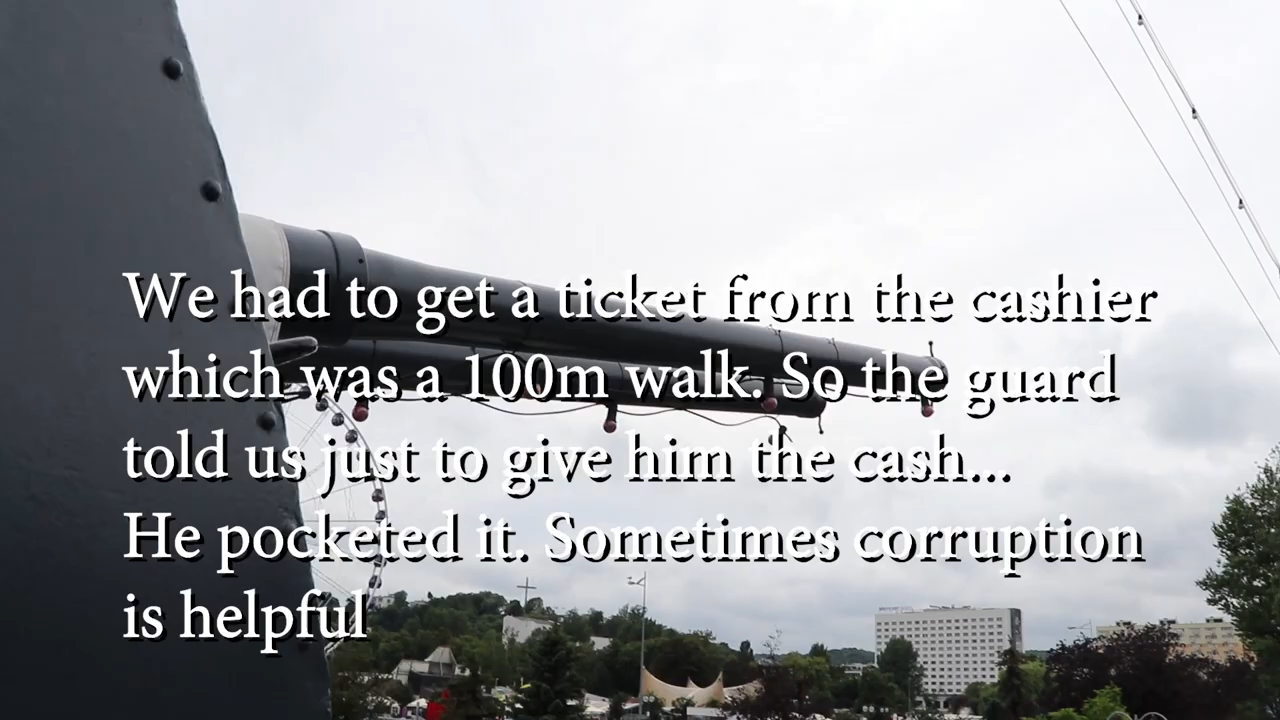 We had to get a ticket from the cashier
which was a 100m walk. So the guard
told us just to give him the cash...
He pocketed it. Sometimes corruption
is helpful